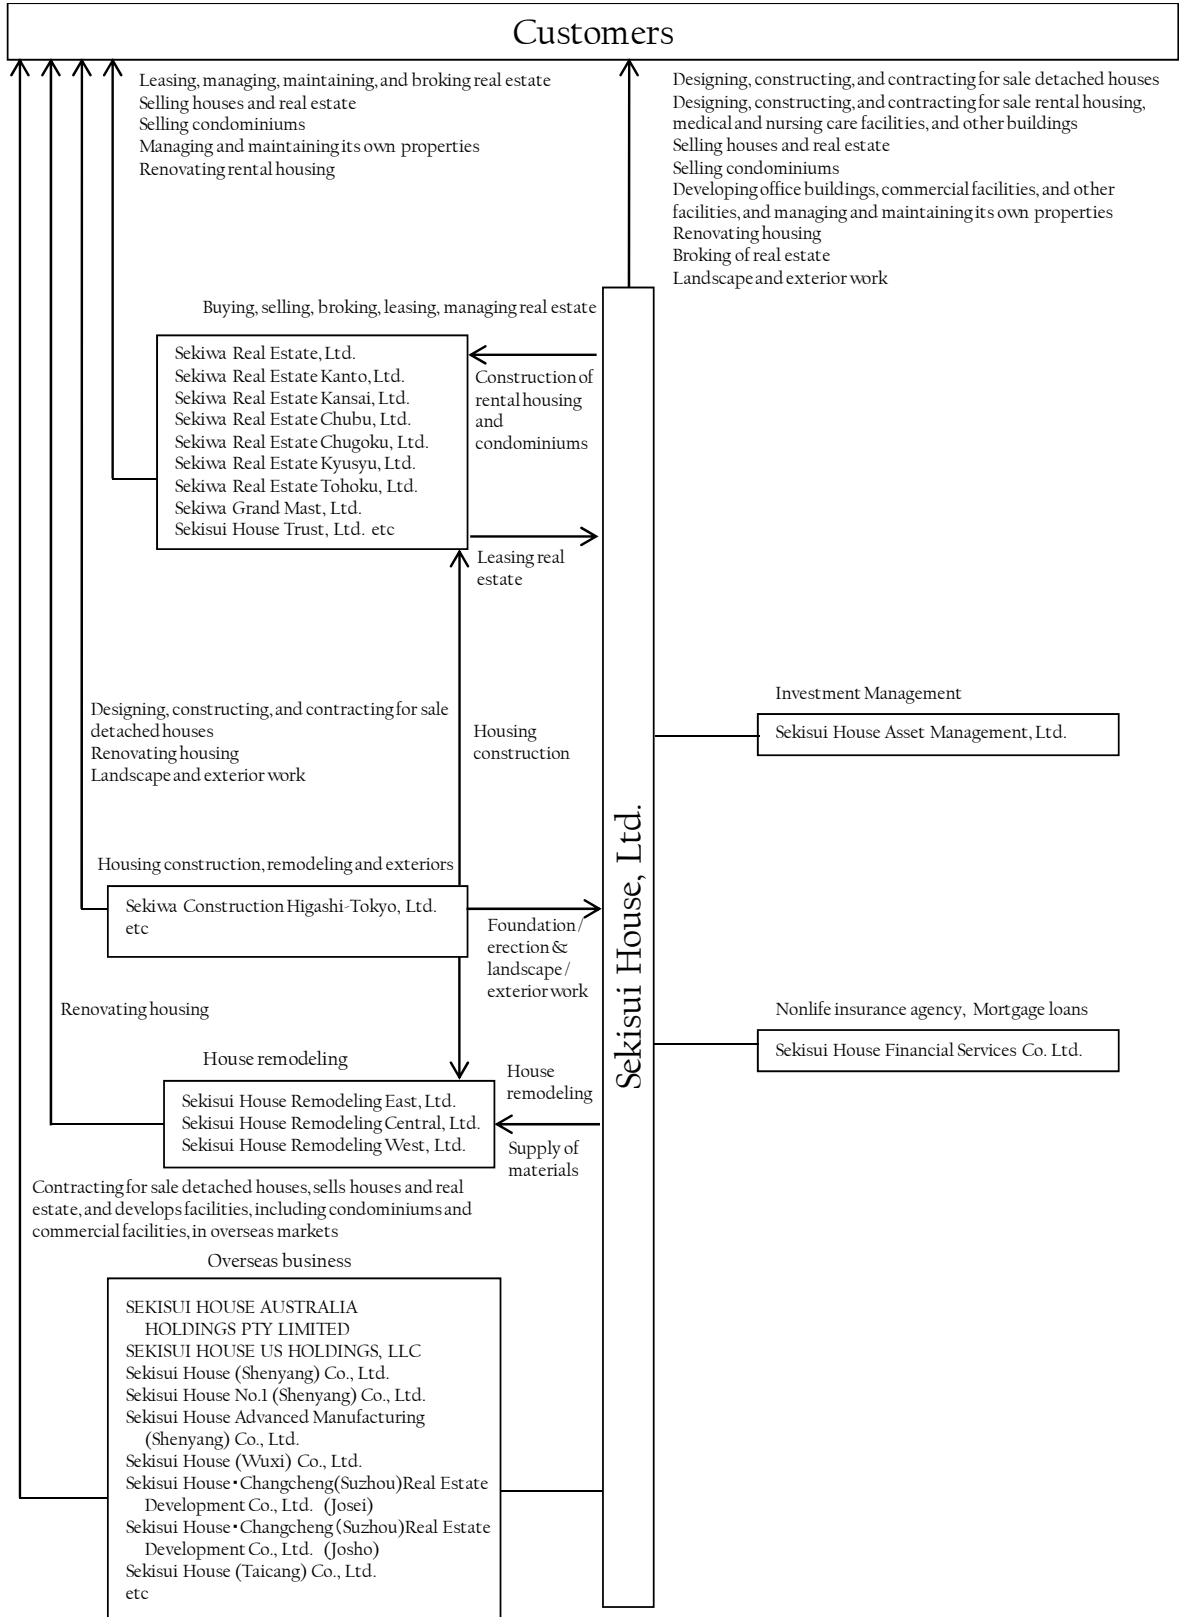 Customers
Leasing, managing, maintaining, and broking real estate
Selling houses and real estate
Selling condominiums
Managing and maintaining its own properties
Renovating rental housing
Designing, constructing, and contracting for sale detached houses
Designing, constructing, and contracting for sale rental housing,
medical and nursing care facilities, and other buildings
Selling houses and real estate
Selling condominiums
Developing office buildings, commercial facilities, and other
facilities, and managing and maintaining its own properties
Renovating housing
Broking of real estate
Landscape and exterior work
Buying, selling, broking, leasing, managing real estate
Sekiwa Real Estate, Ltd.
Sekiwa Real Estate Kanto, Ltd.
Sekiwa Real Estate Kansai, Ltd.
Sekiwa Real Estate Chubu, Ltd.
Sekiwa Real Estate Chugoku, Ltd.
Sekiwa Real Estate Kyusyu, Ltd.
Sekiwa Real Estate Tohoku, Ltd.
Sekiwa Grand Mast, Ltd.
Sekisui House Trust, Ltd. etc
Construction of
rental housing
and
condominiums
Leasing real
estate
Sekisui House, Ltd.
Investment Management
Sekisui House Asset Management, Ltd.
Designing, constructing, and contracting for sale
detached houses
Renovating housing
Landscape and exterior work
Housing
construction
Housing construction, remodeling and exteriors
Sekiwa Construction Higashi-Tokyo, Ltd.
etc
Foundation /
erection &
landscape /
exterior work
Nonlife insurance agency, Mortgage loans
Sekisui House Financial Services Co. Ltd.
Renovating housing
House remodeling
Sekisui House Remodeling East, Ltd.
Sekisui House Remodeling Central, Ltd.
Sekisui House Remodeling West, Ltd.
House
remodeling
Supply of
materials
Contracting for sale detached houses, sells houses and real
estate, and develops facilities, including condominiums and
commercial facilities, in overseas markets
Overseas business
SEKISUI HOUSE AUSTRALIA
HOLDINGS PTY LIMITED
SEKISUI HOUSE US HOLDINGS, LLC
Sekisui House (Shenyang) Co., Ltd.
Sekisui House No.1 (Shenyang) Co., Ltd.
Sekisui House Advanced Manufacturing
(Shenyang) Co., Ltd.
Sekisui House (Wuxi) Co., Ltd.
Sekisui House・Changcheng(Suzhou)Real Estate
Development Co., Ltd. (Josei)
Sekisui House・Changcheng(Suzhou)Real Estate
Development Co., Ltd. (Josho)
Sekisui House (Taicang) Co., Ltd.
etc